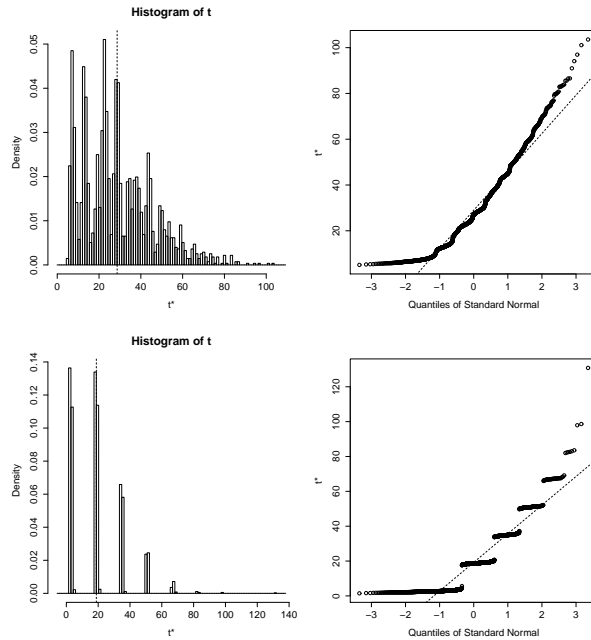 Histogram of t
Density
0.00 0.01 0.02 0.03 0.04 0.05
0 20 40 60 80 100
t*
t*
20 40 60 80 100
−3 −2 −1 0 1 2 3
Quantiles of Standard Normal
Histogram of t
Density
0.00 0.02 0.04 0.06 0.08 0.10 0.12 0.14
0 20 40 60 80 100 120 140
t*
t*
0 20 40 60 80 100 120
−3 −2 −1 0 1 2 3
Quantiles of Standard Normal